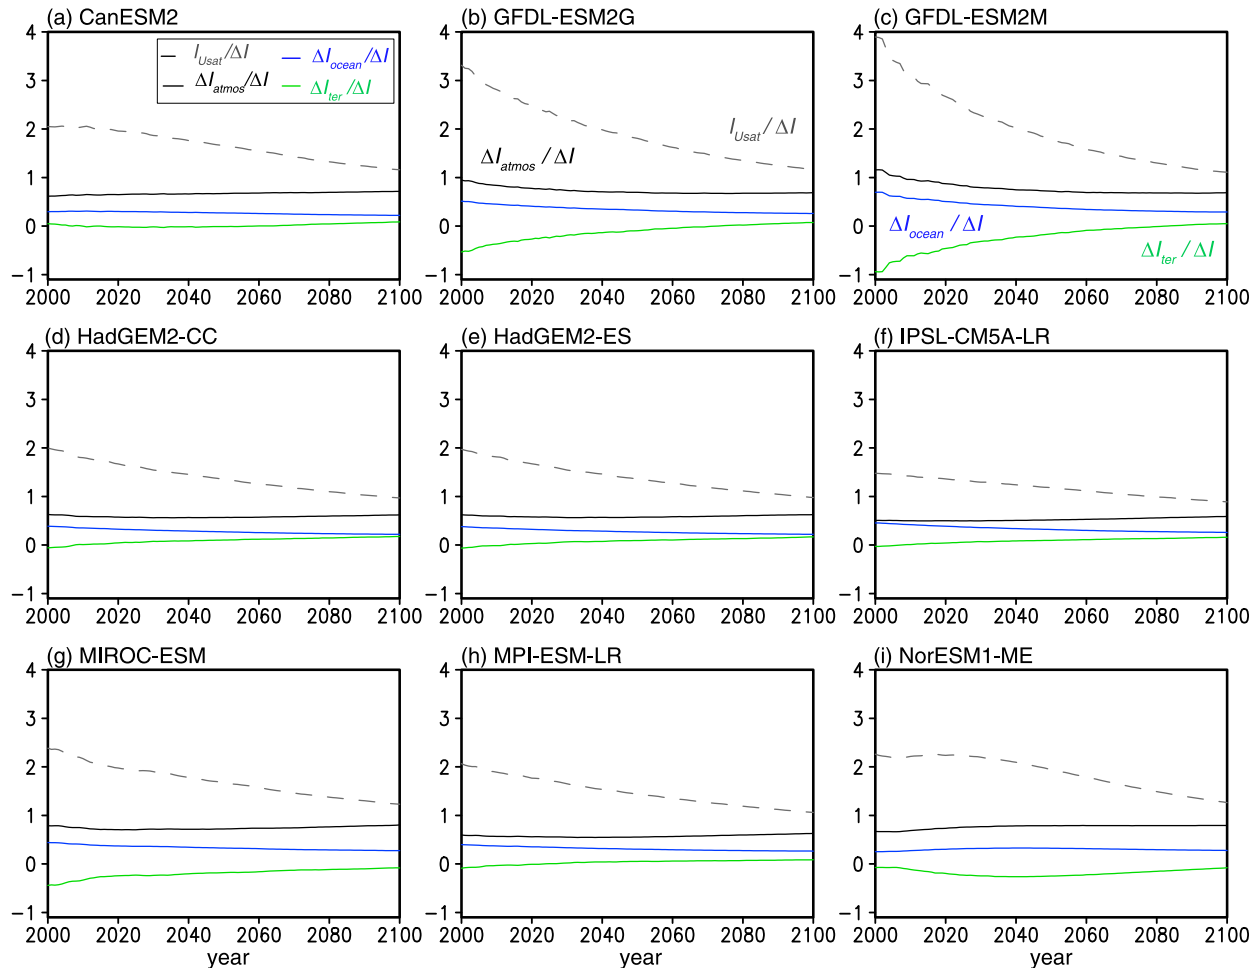 (a) CanESM2
(b) GFDL-ESM2G
(c) GFDL-ESM2M
4
3
2
1
0
−1
I_Usat/ΔI
ΔI_ocean/ΔI
ΔI_atmos/ΔI
ΔI_ter/ΔI
2000 2020 2040 2060 2080 2100
4
3
2
1
0
−1
I_Usat / ΔI
ΔI_atmos / ΔI
2000 2020 2040 2060 2080 2100
4
3
2
1
0
−1
ΔI_ocean / ΔI
ΔI_ter / ΔI
2000 2020 2040 2060 2080 2100
(d) HadGEM2-CC
(e) HadGEM2-ES
(f) IPSL-CM5A-LR
4
3
2
1
0
−1
2000 2020 2040 2060 2080 2100
4
3
2
1
0
−1
2000 2020 2040 2060 2080 2100
4
3
2
1
0
−1
2000 2020 2040 2060 2080 2100
(g) MIROC-ESM
(h) MPI-ESM-LR
(i) NorESM1-ME
4
3
2
1
0
−1
2000 2020 2040 2060 2080 2100
year
4
3
2
1
0
−1
2000 2020 2040 2060 2080 2100
year
4
3
2
1
0
−1
2000 2020 2040 2060 2080 2100
year